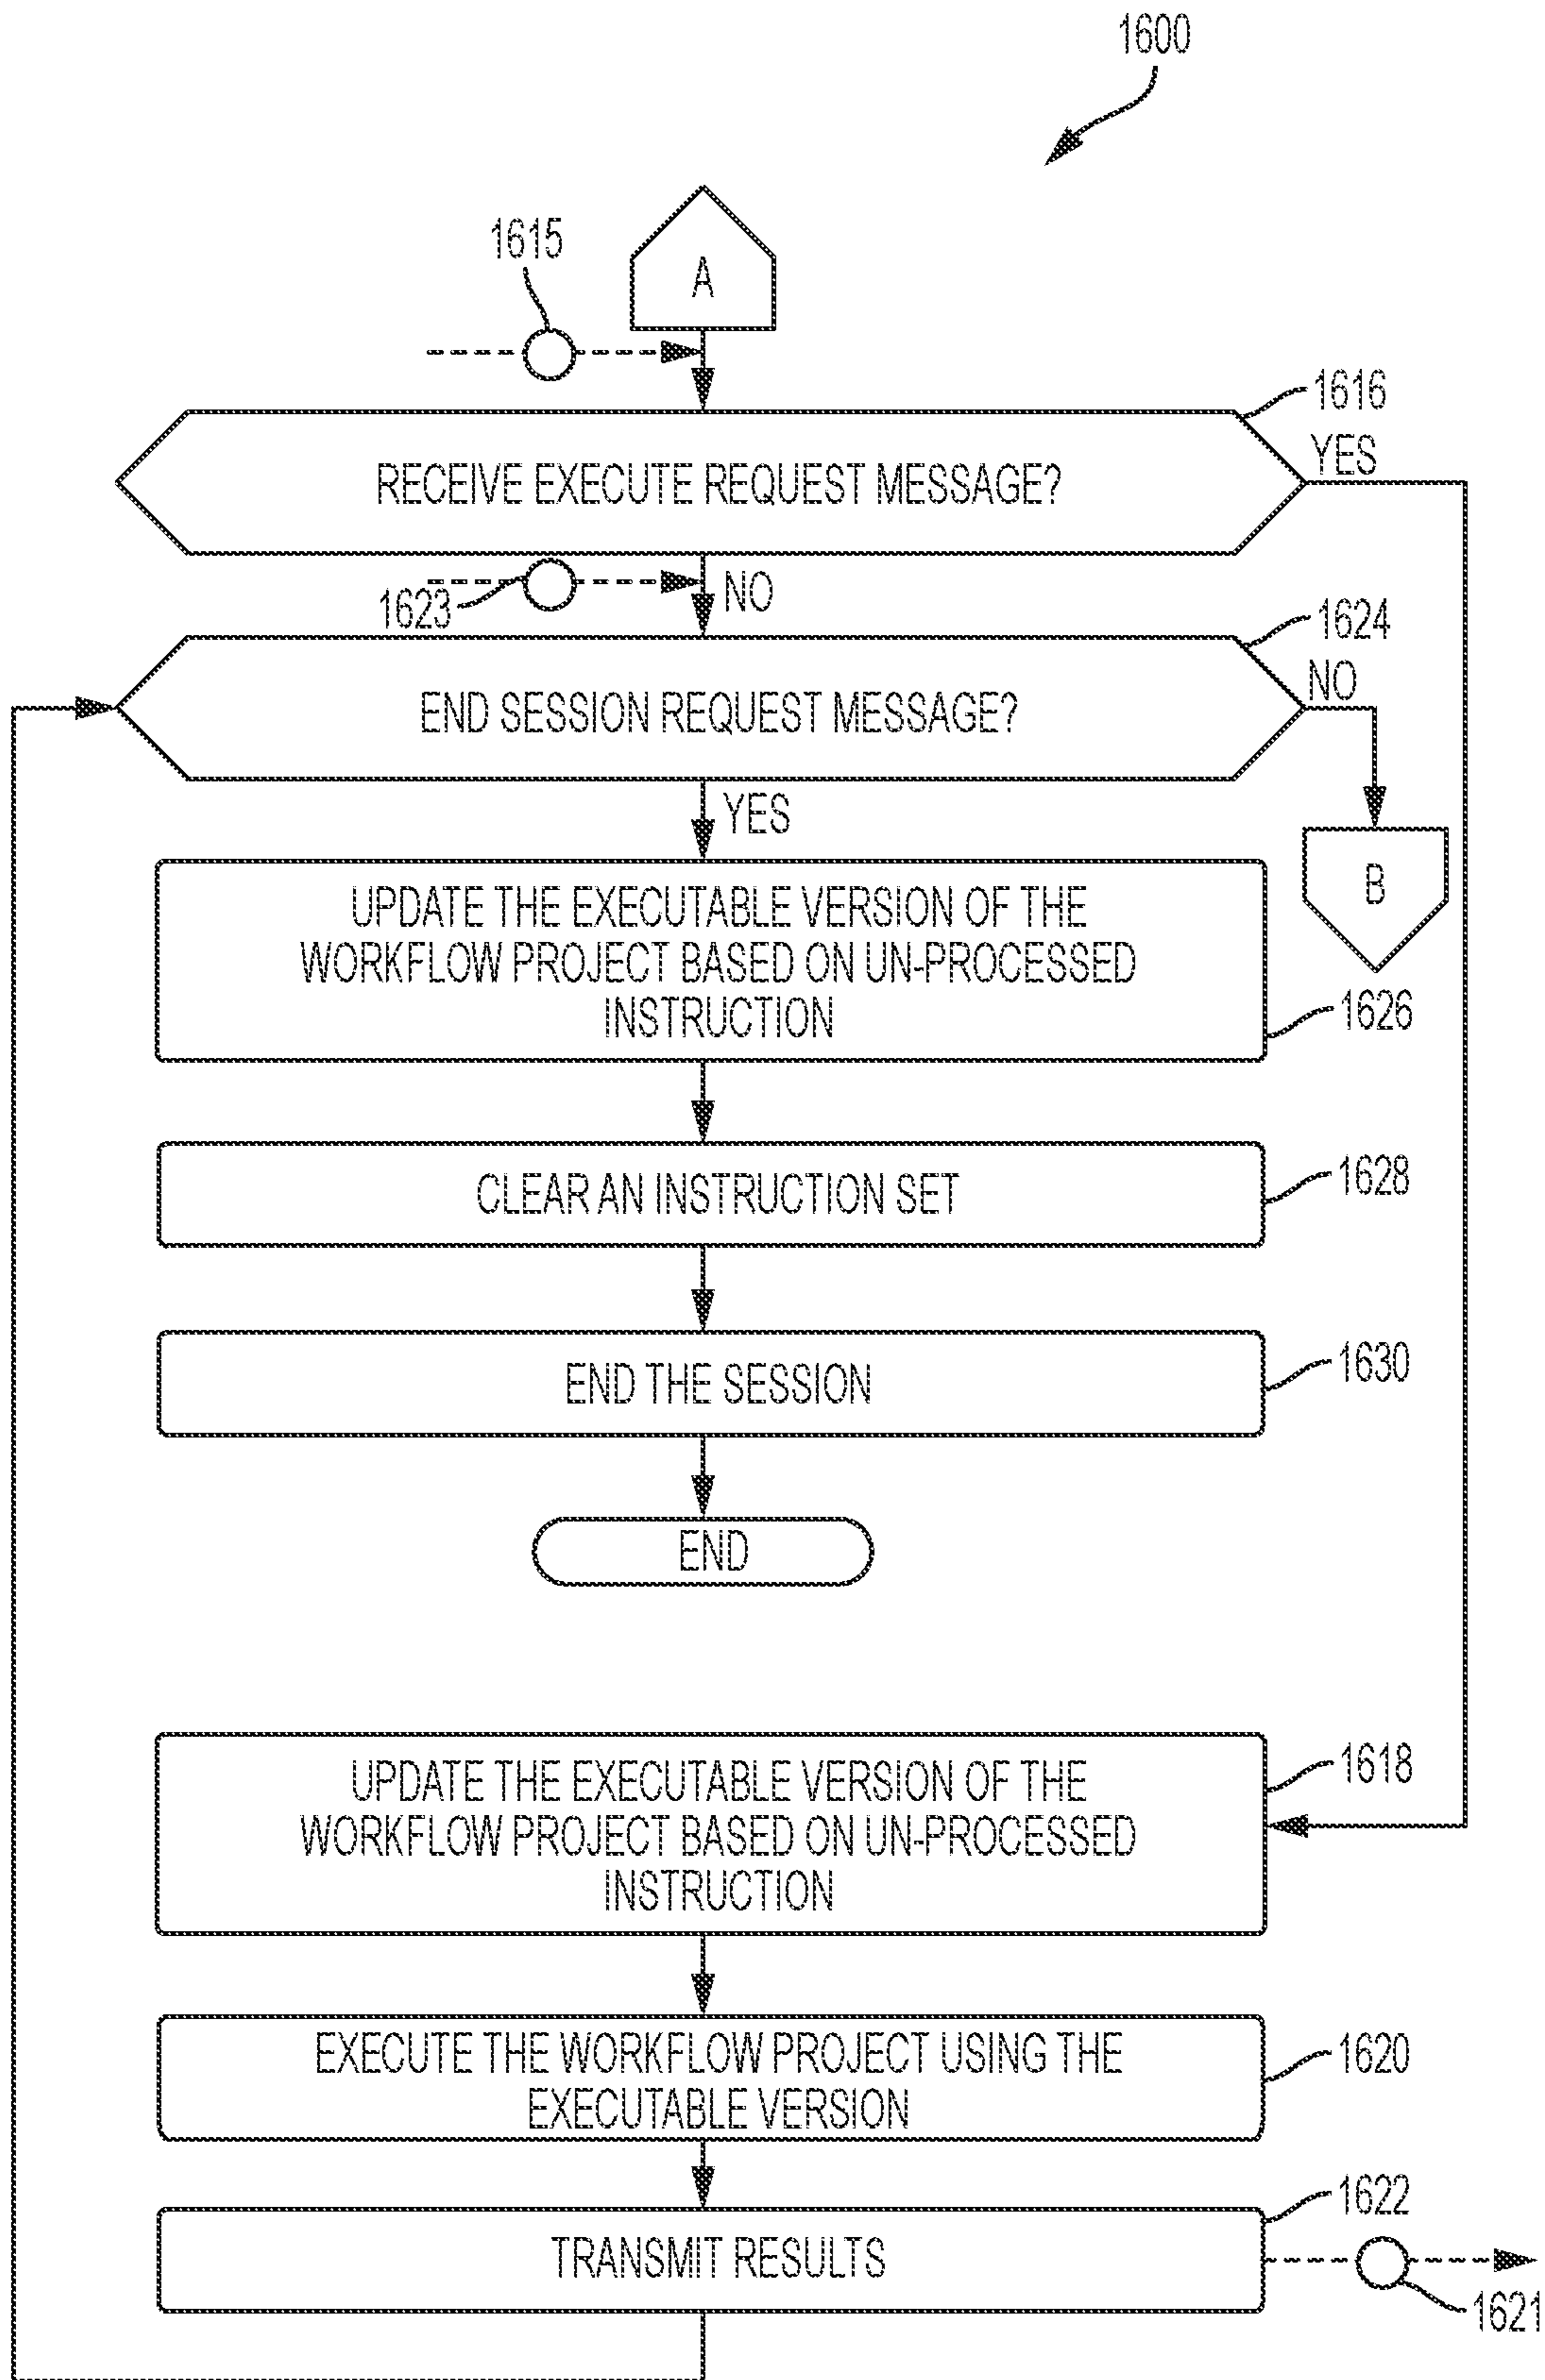 1600
1615
A
1616
RECEIVE EXECUTE REQUEST MESSAGE?
YES
1623
NO
1624
END SESSION REQUEST MESSAGE?
NO
YES
B
UPDATE THE EXECUTABLE VERSION OF THE
WORKFLOW PROJECT BASED ON UN-PROCESSED
INSTRUCTION
1626
CLEAR AN INSTRUCTION SET
1628
END THE SESSION
1630
END
UPDATE THE EXECUTABLE VERSION OF THE
WORKFLOW PROJECT BASED ON UN-PROCESSED
INSTRUCTION
1618
EXECUTE THE WORKFLOW PROJECT USING THE
EXECUTABLE VERSION
1620
TRANSMIT RESULTS
1622
1621